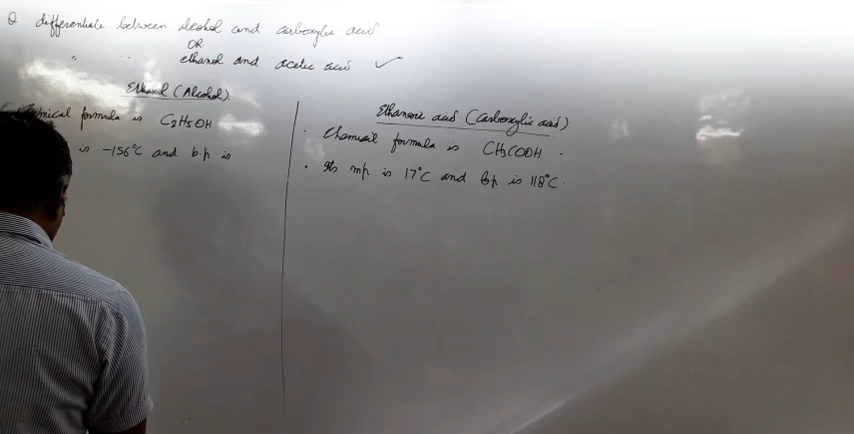 Q differentiate between alcohol and carboxylic acid
OR
" " ethanol and acetic acid ✓
Ethanol (Alcohol)
formula is C2H5OH
is -156°C and b.p is
Ethanoic acid (Carboxylic acid)
• Chemical formula is CH3COOH .
• Its mp is 17°C and bp is 118°C.